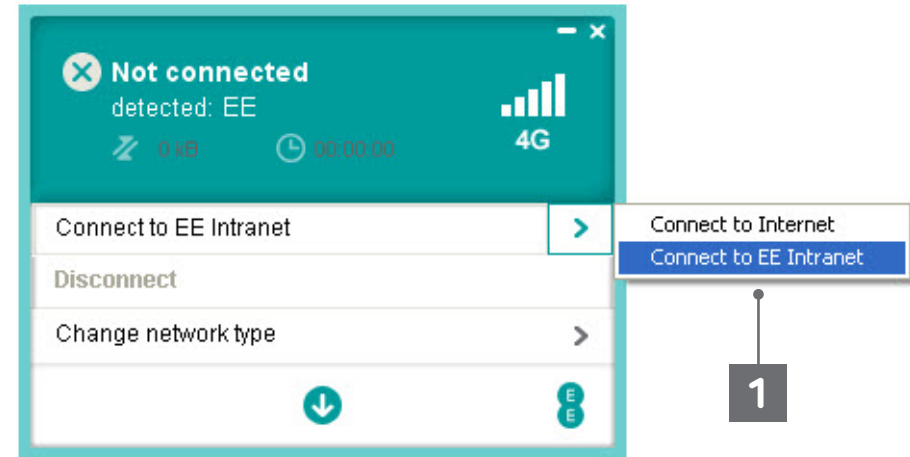 Not connected
detected: EE
0 kB
00:00:00
4G
Connect to EE Intranet
Disconnect
Change network type
E
E
Connect to Internet
Connect to EE Intranet
1